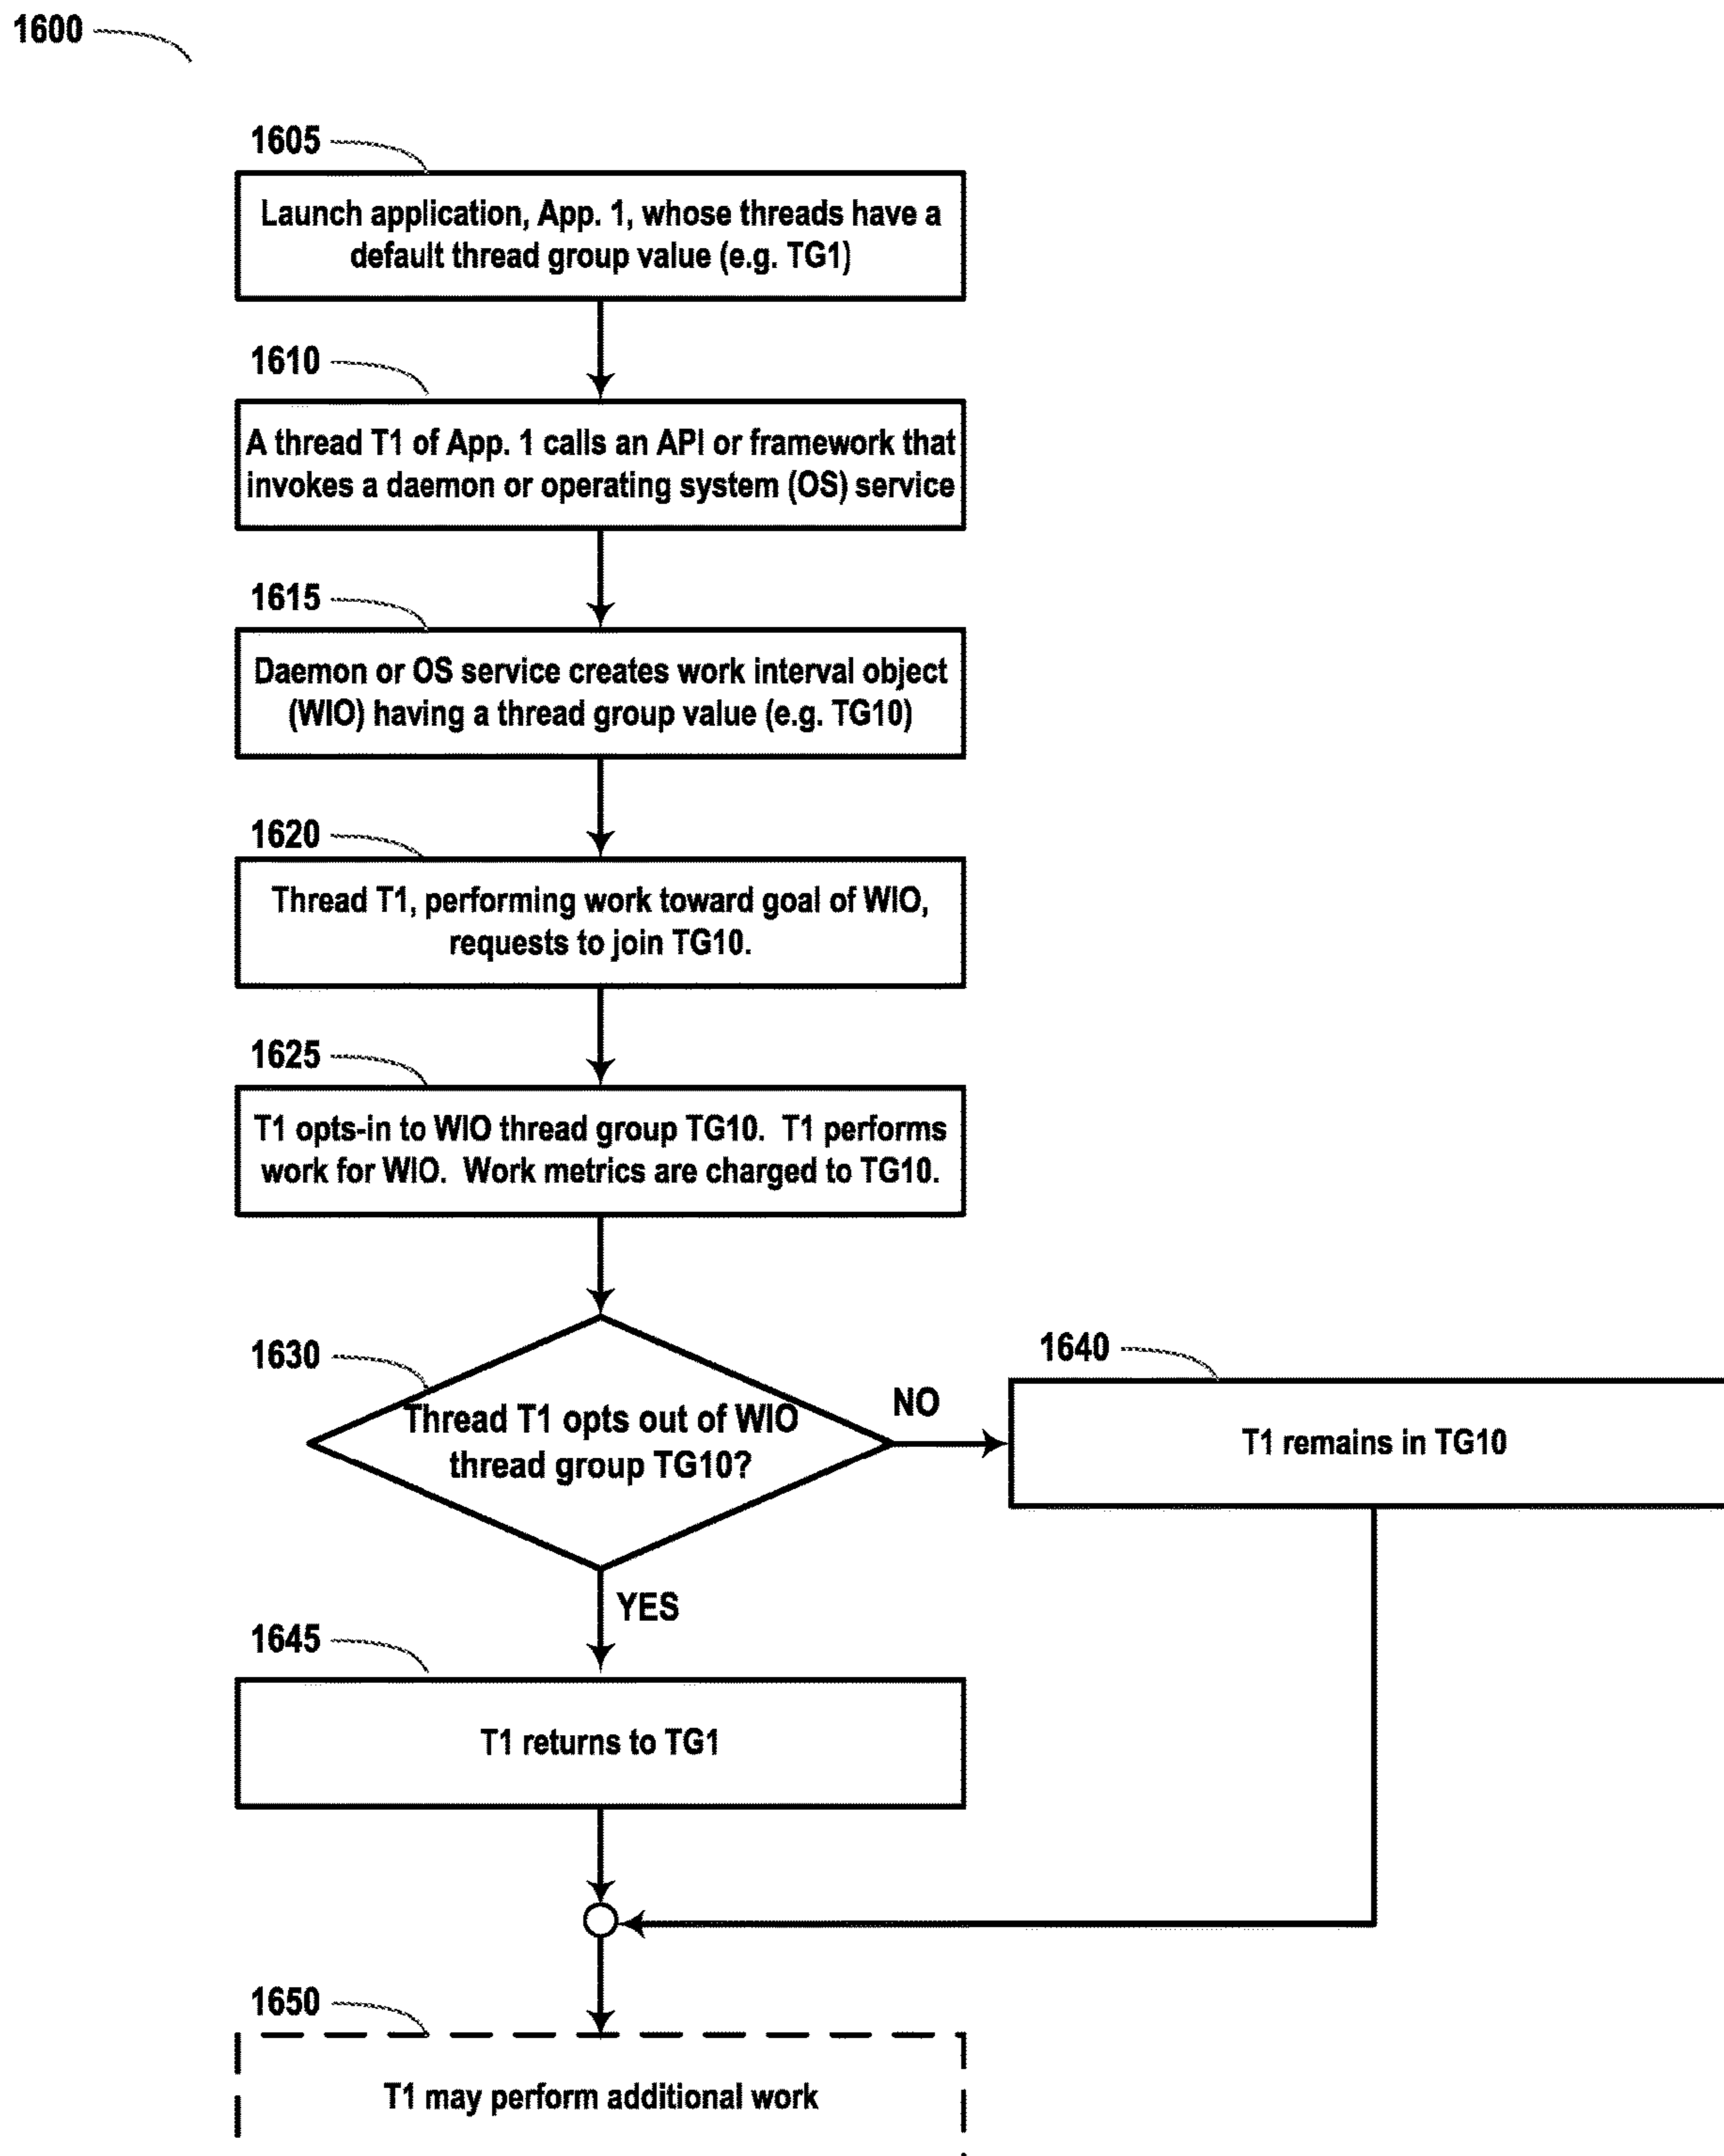 1600
1605
Launch application, App. 1, whose threads have a
default thread group value (e.g. TG1)
1610
A thread T1 of App. 1 calls an API or framework that
invokes a daemon or operating system (OS) service
1615
Daemon or OS service creates work interval object
(WIO) having a thread group value (e.g. TG10)
1620
Thread T1, performing work toward goal of WIO,
requests to join TG10.
1625
T1 opts-in to WIO thread group TG10. T1 performs
work for WIO. Work metrics are charged to TG10.
1630
Thread T1 opts out of WIO
thread group TG10?
NO
1640
T1 remains in TG10
YES
1645
T1 returns to TG1
1650
T1 may perform additional work